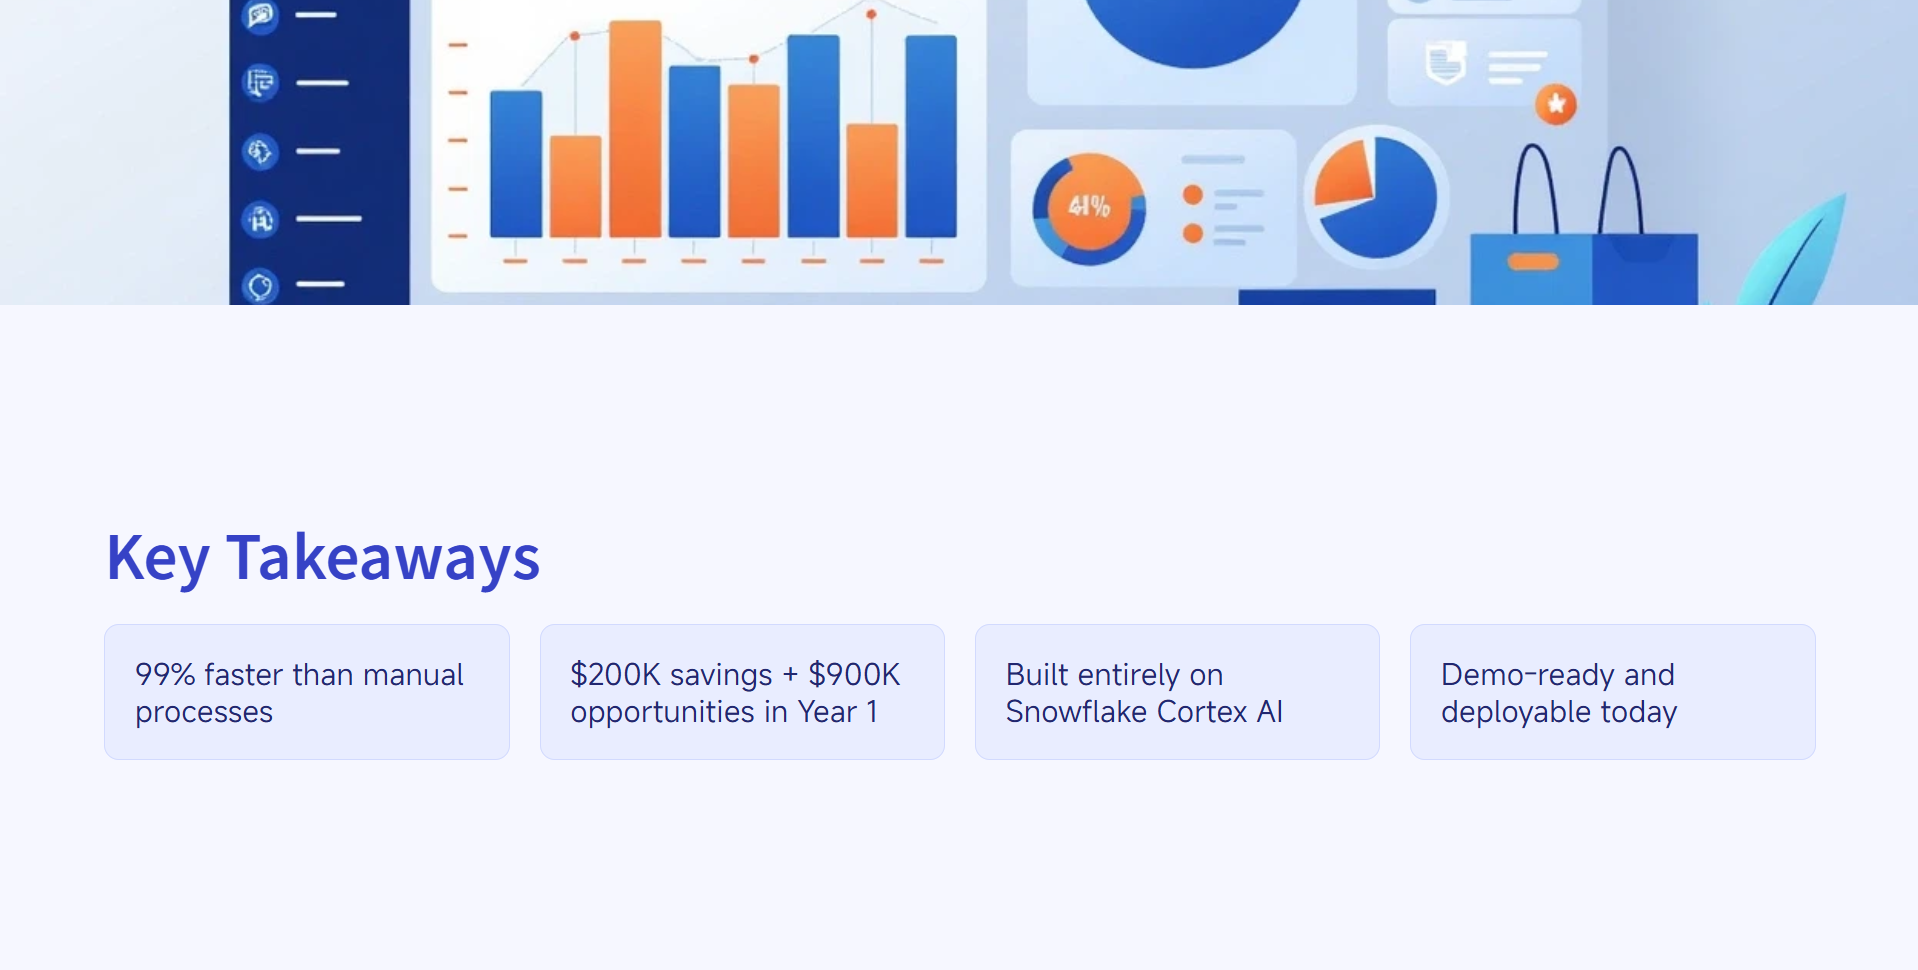 41%
Key Takeaways
99% faster than manual
processes
$200K savings + $900K
opportunities in Year 1
Built entirely on
Snowflake Cortex AI
Demo-ready and
deployable today